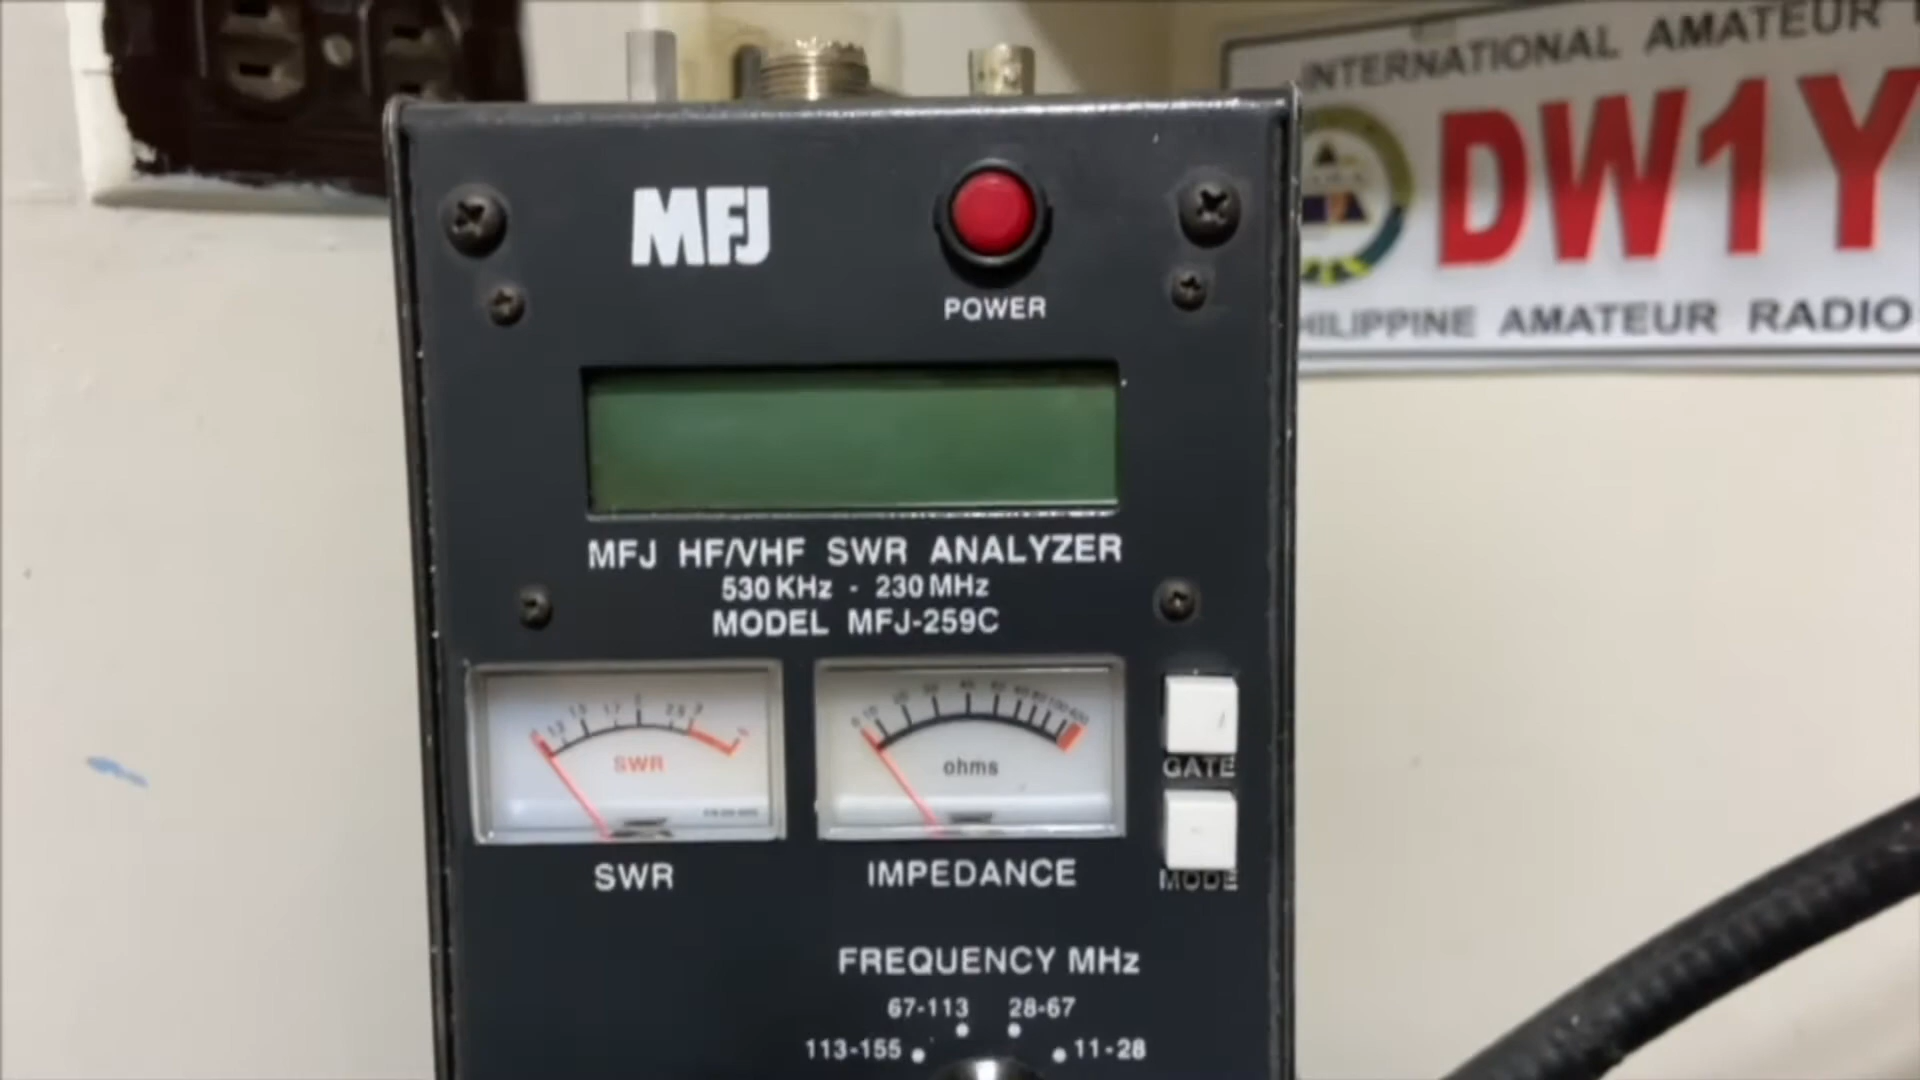 INTERNATIONAL AMATEUR
DW1Y
PHILIPPINE AMATEUR RADIO
MFJ
POWER
MFJ HF/VHF SWR ANALYZER
530 KHz - 230 MHz
MODEL MFJ-259C
SWR
ohms
GATE
SWR
IMPEDANCE
MODE
FREQUENCY MHz
67-113 28-67
113-155 11-28